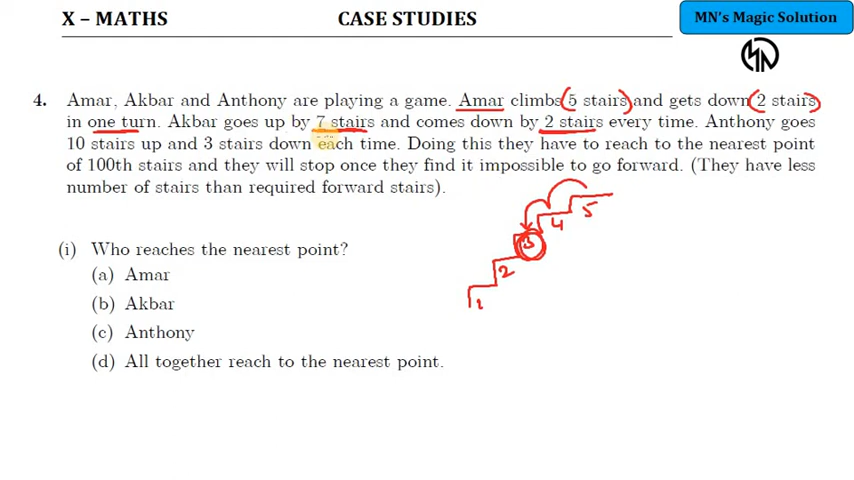 X – MATHS
CASE STUDIES
MN's Magic Solution
MN
4. Amar, Akbar and Anthony are playing a game. Amar climbs 5 stairs and gets down 2 stairs
in one turn. Akbar goes up by 7 stairs and comes down by 2 stairs every time. Anthony goes
10 stairs up and 3 stairs down each time. Doing this they have to reach to the nearest point
of 100th stairs and they will stop once they find it impossible to go forward. (They have less
number of stairs than required forward stairs).
5
4
3
2
1
(i) Who reaches the nearest point?
(a) Amar
(b) Akbar
(c) Anthony
(d) All together reach to the nearest point.